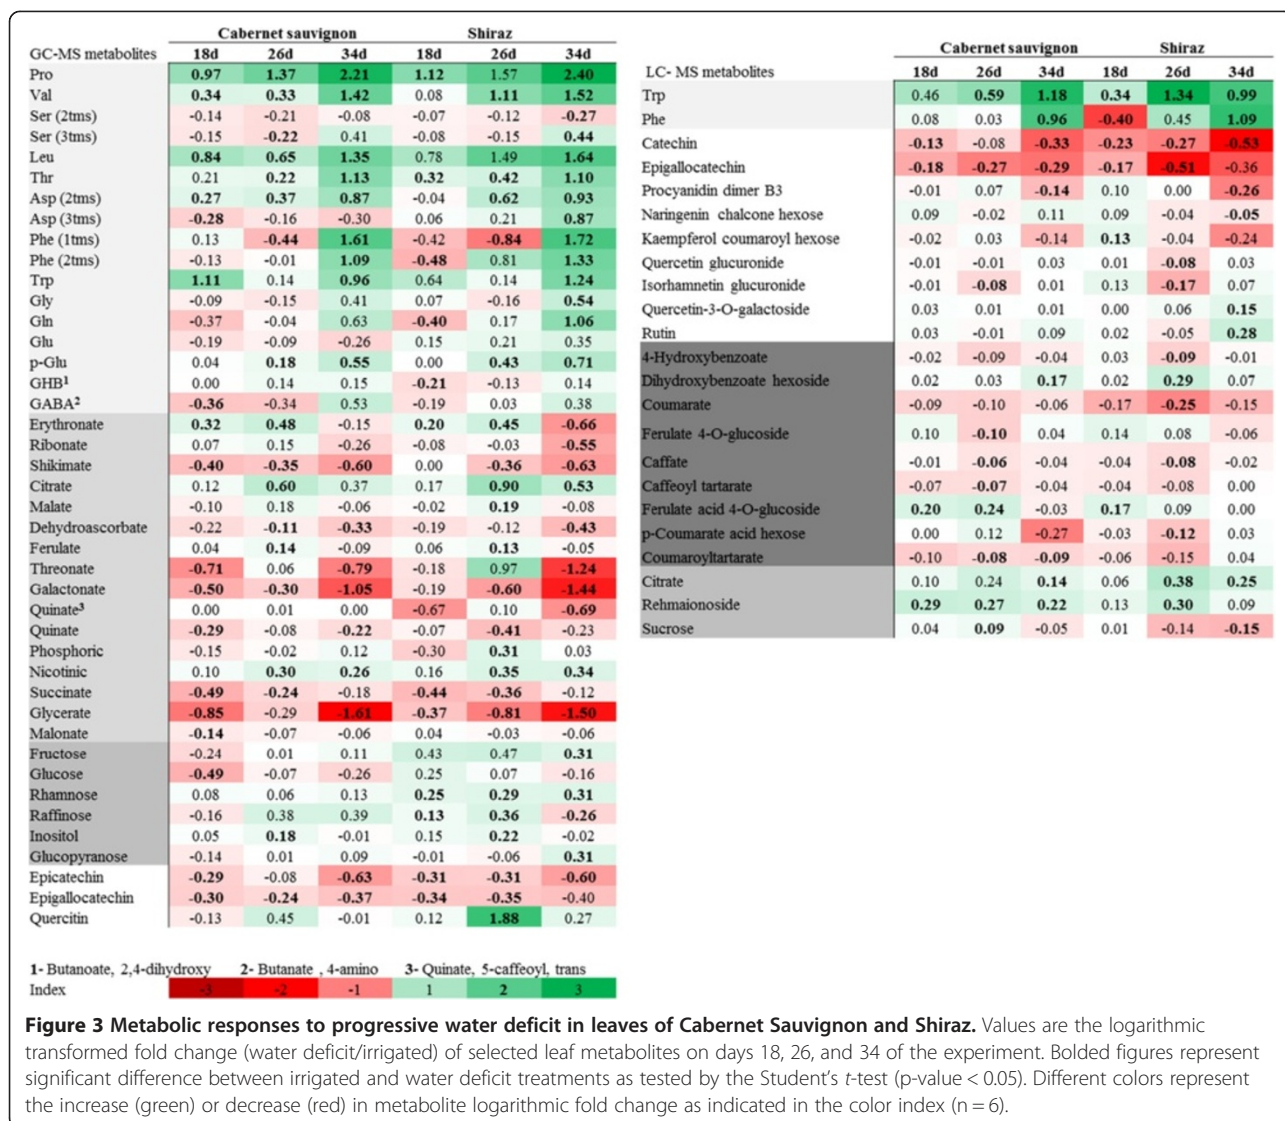 Cabernet sauvignon Shiraz
GC-MS metabolites 18d 26d 34d 18d 26d 34d
Pro 0.97 1.37 2.21 1.12 1.57 2.40
Val 0.34 0.33 1.42 0.08 1.11 1.52
Ser (2tms) -0.14 -0.21 -0.08 -0.07 -0.12 -0.27
Ser (3tms) -0.15 -0.22 0.41 -0.08 -0.15 0.44
Leu 0.84 0.65 1.35 0.78 1.49 1.64
Thr 0.21 0.22 1.13 0.32 0.42 1.10
Asp (2tms) 0.27 0.37 0.87 -0.04 0.62 0.93
Asp (3tms) -0.28 -0.16 -0.30 0.06 0.21 0.87
Phe (1tms) 0.13 -0.44 1.61 -0.42 -0.84 1.72
Phe (2tms) -0.13 -0.01 1.09 -0.48 0.81 1.33
Trp 1.11 0.14 0.96 0.64 0.14 1.24
Gly -0.09 -0.15 0.41 0.07 -0.16 0.54
Gln -0.37 -0.04 0.63 -0.40 0.17 1.06
Glu -0.19 -0.09 -0.26 0.15 0.21 0.35
p-Glu 0.04 0.18 0.55 0.00 0.43 0.71
GHB¹ 0.00 0.14 0.15 -0.21 -0.13 0.14
GABA² -0.36 -0.34 0.53 -0.19 0.03 0.38
Erythronate 0.32 0.48 -0.15 0.20 0.45 -0.66
Ribonate 0.07 0.15 -0.26 -0.08 -0.03 -0.55
Shikimate -0.40 -0.35 -0.60 0.00 -0.36 -0.63
Citrate 0.12 0.60 0.37 0.17 0.90 0.53
Malate -0.10 0.18 -0.06 -0.02 0.19 -0.08
Dehydroascorbate -0.22 -0.11 -0.33 -0.19 -0.12 -0.43
Ferulate 0.04 0.14 -0.09 0.06 0.13 -0.05
Threonate -0.71 0.06 -0.79 -0.18 0.97 -1.24
Galactonate -0.50 -0.30 -1.05 -0.19 -0.60 -1.44
Quinate³ 0.00 0.01 0.00 -0.67 0.10 -0.69
Quinate -0.29 -0.08 -0.22 -0.07 -0.41 -0.23
Phosphoric -0.15 -0.02 0.12 -0.30 0.31 0.03
Nicotinic 0.10 0.30 0.26 0.16 0.35 0.34
Succinate -0.49 -0.24 -0.18 -0.44 -0.36 -0.12
Glycerate -0.85 -0.29 -1.61 -0.37 -0.81 -1.50
Malonate -0.14 -0.07 -0.06 0.04 -0.03 -0.06
Fructose -0.24 0.01 0.11 0.43 0.47 0.31
Glucose -0.49 -0.07 -0.26 0.25 0.07 -0.16
Rhamnose 0.08 0.06 0.13 0.25 0.29 0.31
Raffinose -0.16 0.38 0.39 0.13 0.36 -0.26
Inositol 0.05 0.18 -0.01 0.15 0.22 -0.02
Glucopyranose -0.14 0.01 0.09 -0.01 -0.06 0.31
Epicatechin -0.29 -0.08 -0.63 -0.31 -0.31 -0.60
Epigallocatechin -0.30 -0.24 -0.37 -0.34 -0.35 -0.40
Quercitin -0.13 0.45 -0.01 0.12 1.88 0.27
1- Butanoate, 2,4-dihydroxy 2- Butanate , 4-amino 3- Quinate, 5-caffeoyl, trans
Index -3 -2 -1 1 2 3
Cabernet sauvignon Shiraz
LC- MS metabolites 18d 26d 34d 18d 26d 34d
Trp 0.46 0.59 1.18 0.34 1.34 0.99
Phe 0.08 0.03 0.96 -0.40 0.45 1.09
Catechin -0.13 -0.08 -0.33 -0.23 -0.27 -0.53
Epigallocatechin -0.18 -0.27 -0.29 -0.17 -0.51 -0.36
Procyanidin dimer B3 -0.01 0.07 -0.14 0.10 0.00 -0.26
Naringenin chalcone hexose 0.09 -0.02 0.11 0.09 -0.04 -0.05
Kaempferol coumaroyl hexose -0.02 0.03 -0.14 0.13 -0.04 -0.24
Quercetin glucuronide -0.01 -0.01 0.03 0.01 -0.08 0.03
Isorhamnetin glucuronide -0.01 -0.08 0.01 0.13 -0.17 0.07
Quercetin-3-O-galactoside 0.03 0.01 0.01 0.00 0.06 0.15
Rutin 0.03 -0.01 0.09 0.02 -0.05 0.28
4-Hydroxybenzoate -0.02 -0.09 -0.04 0.03 -0.09 -0.01
Dihydroxybenzoate hexoside 0.02 0.03 0.17 0.02 0.29 0.07
Coumarate -0.09 -0.10 -0.06 -0.17 -0.25 -0.15
Ferulate 4-O-glucoside 0.10 -0.10 0.04 0.14 0.08 -0.06
Caffate -0.01 -0.06 -0.04 -0.04 -0.08 -0.02
Caffeoyl tartarate -0.07 -0.07 -0.04 -0.04 -0.08 0.00
Ferulate acid 4-O-glucoside 0.20 0.24 -0.03 0.17 0.09 0.00
p-Coumarate acid hexose 0.00 0.12 -0.27 -0.03 -0.12 0.03
Coumaroyltartarate -0.10 -0.08 -0.09 -0.06 -0.15 0.04
Citrate 0.10 0.24 0.14 0.06 0.38 0.25
Rehmaionoside 0.29 0.27 0.22 0.13 0.30 0.09
Sucrose 0.04 0.09 -0.05 0.01 -0.14 -0.15
Figure 3 Metabolic responses to progressive water deficit in leaves of Cabernet Sauvignon and Shiraz. Values are the logarithmic
transformed fold change (water deficit/irrigated) of selected leaf metabolites on days 18, 26, and 34 of the experiment. Bolded figures represent
significant difference between irrigated and water deficit treatments as tested by the Student's t-test (p-value < 0.05). Different colors represent
the increase (green) or decrease (red) in metabolite logarithmic fold change as indicated in the color index (n = 6).